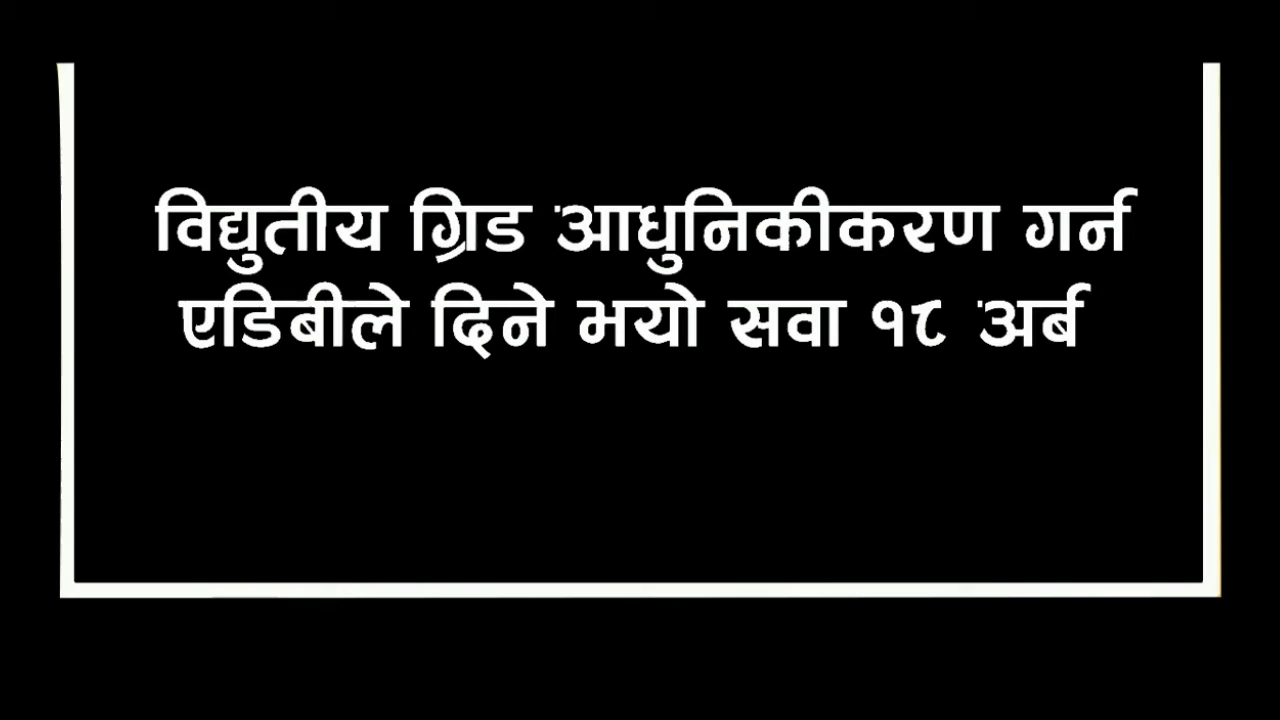 विद्युतीय ग्रिड आधुनिकीकरण गर्न
एडिबीले दिने भयो सवा १८ अर्ब